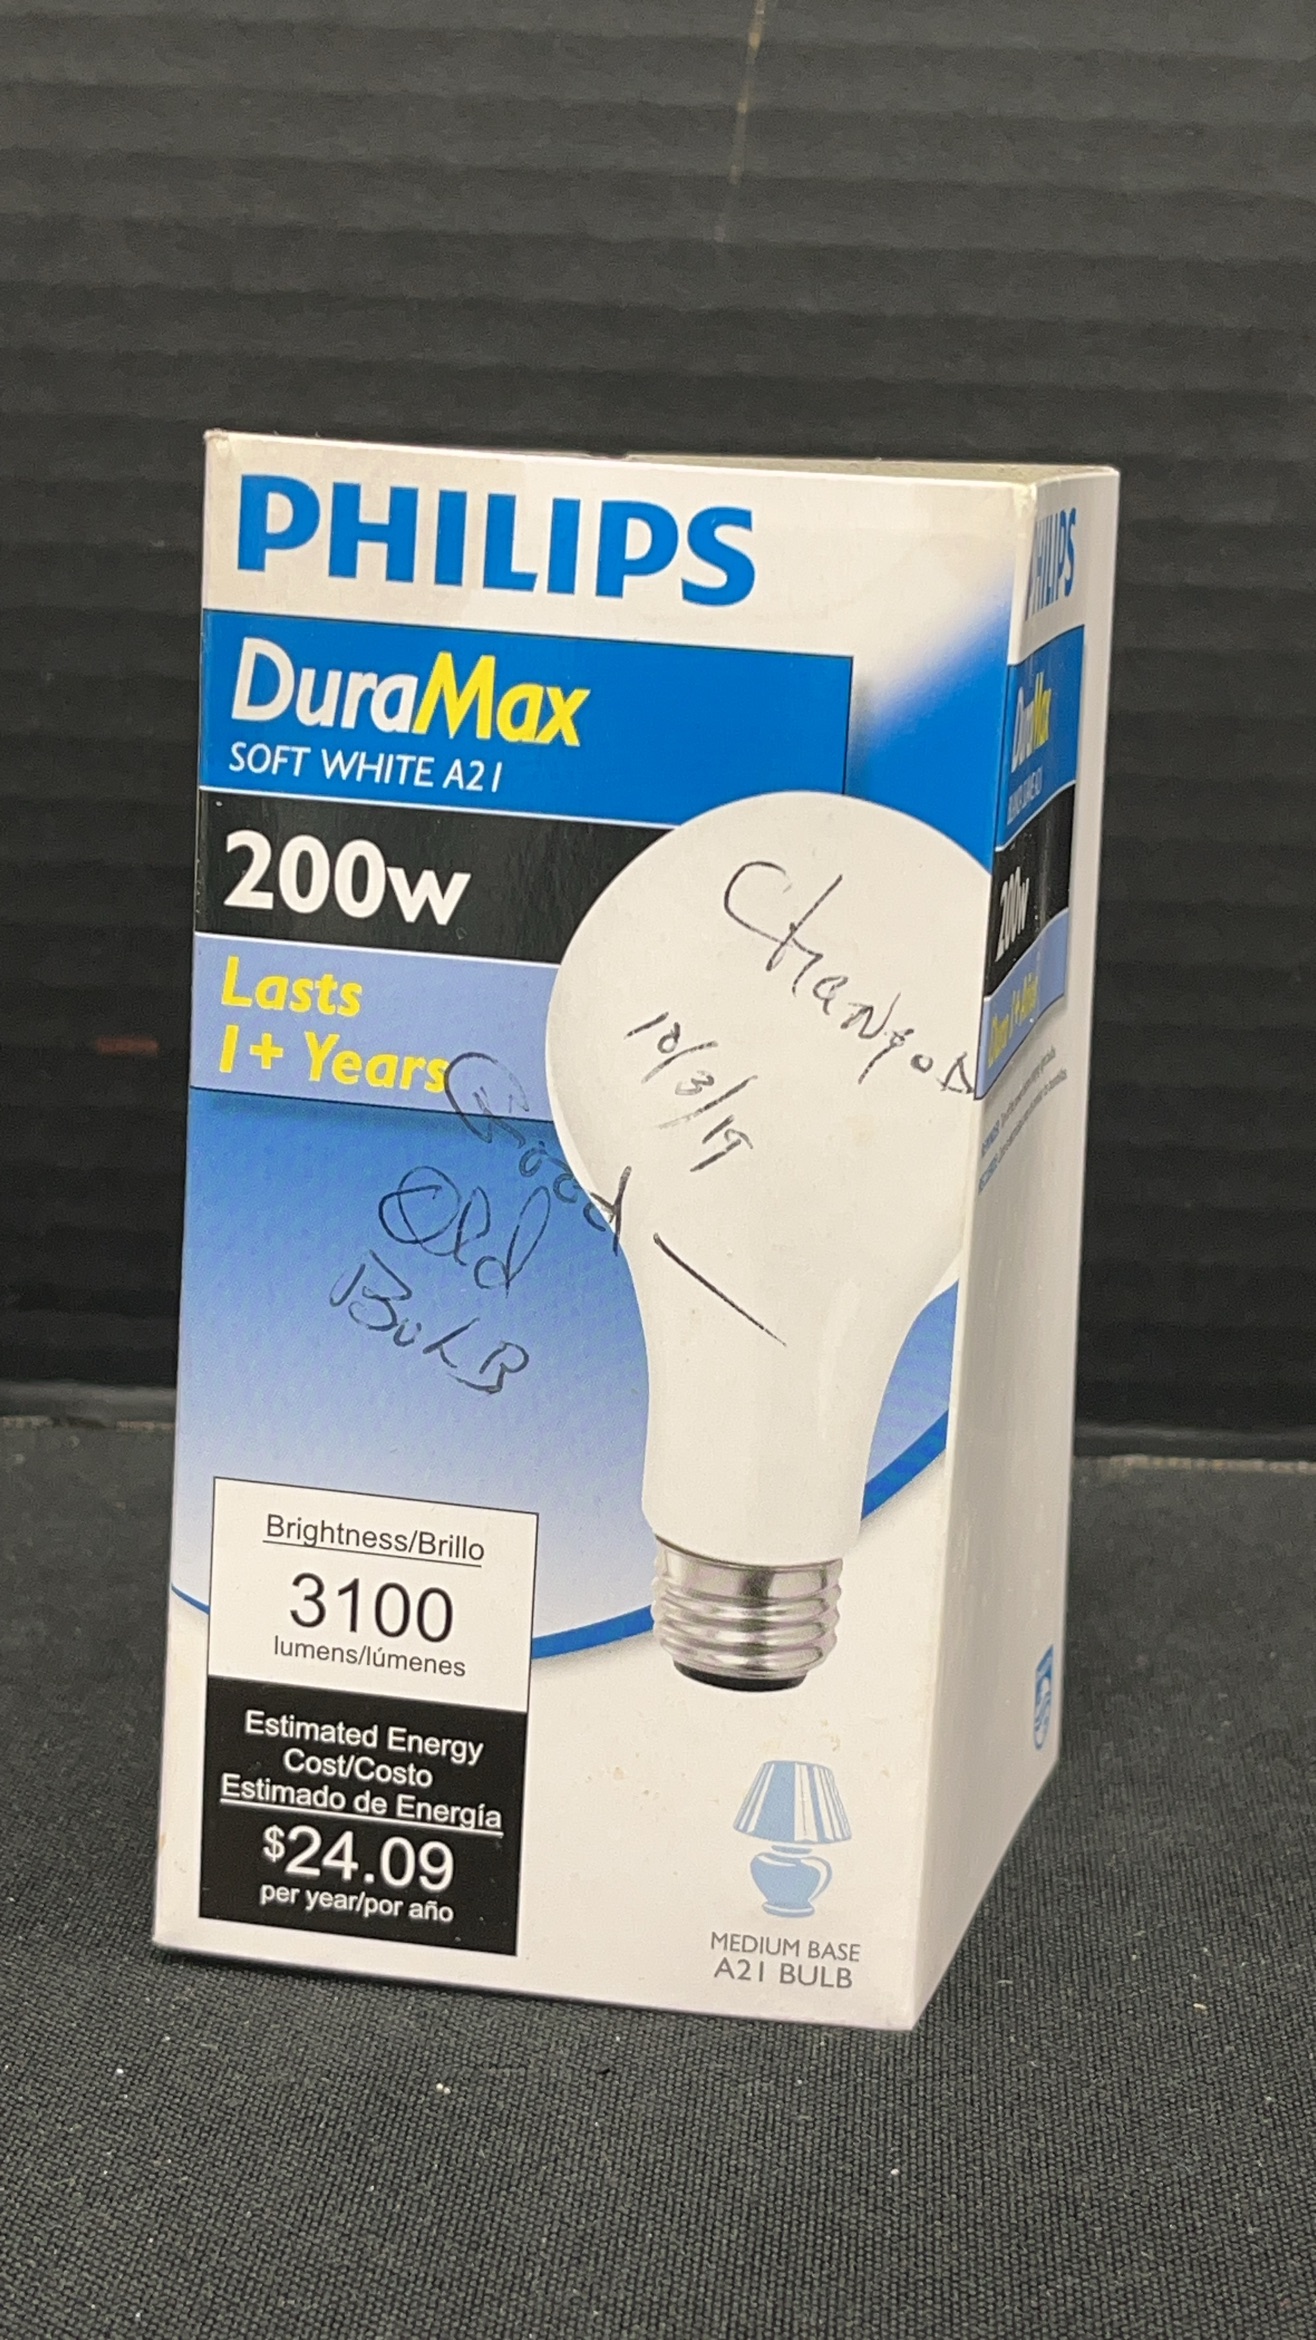 PHILIPS
DuraMax
SOFT WHITE A21
200w
Lasts
1+ Years
Changed
10/3/19
Good
Old
BuLB
Brightness/Brillo
3100
lumens/lúmenes
Estimated Energy
Cost/Costo
Estimado de Energía
$24.09
per year/por año
MEDIUM BASE
A21 BULB
PHILIPS
DuraMax
200w